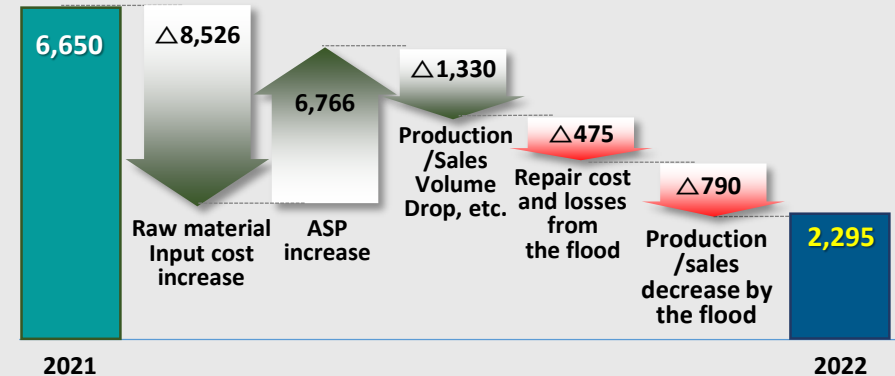 6,650
△8,526
Raw material
Input cost
increase
6,766
ASP
increase
△1,330
Production
/Sales
Volume
Drop, etc.
△475
Repair cost
and losses
from
the flood
△790
Production
/sales
decrease by
the flood
2,295
2021
2022